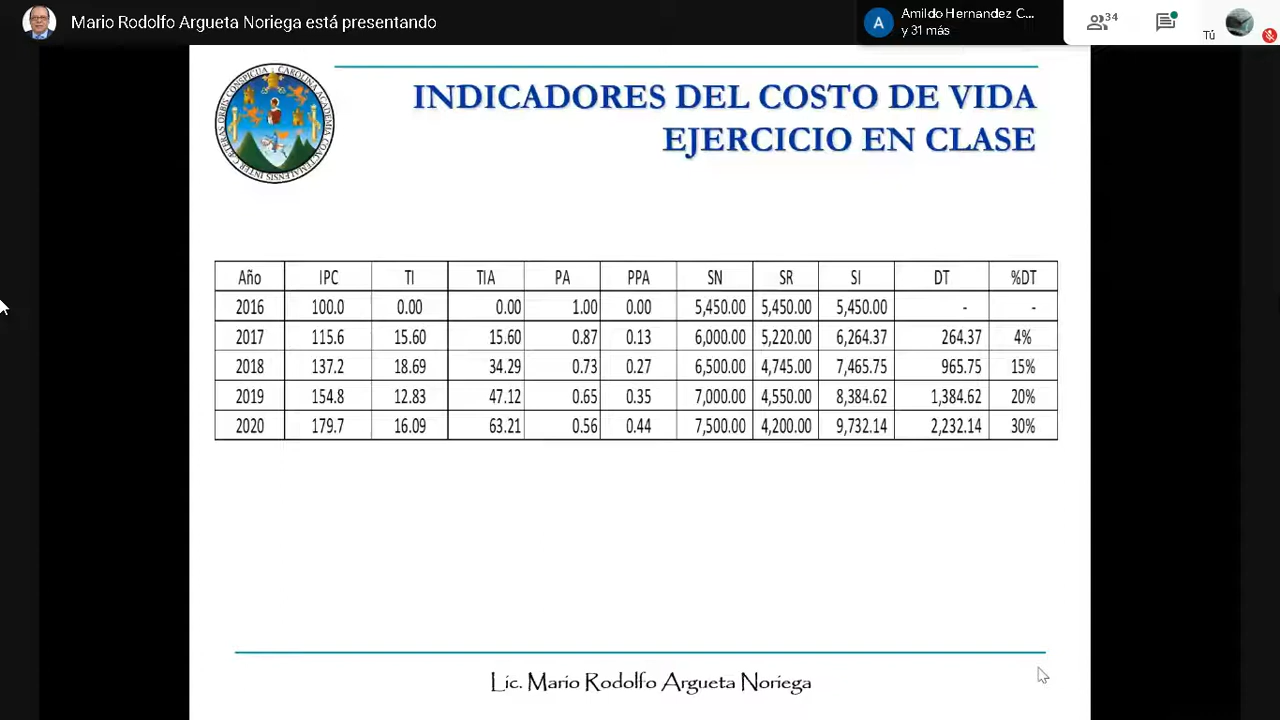 Mario Rodolfo Argueta Noriega está presentando
A
Amildo Hernandez C...
y 31 más
34
Tú
INDICADORES DEL COSTO DE VIDA
EJERCICIO EN CLASE
Año IPC TI TIA PA PPA SN SR SI DT %DT
2016 100.0 0.00 0.00 1.00 0.00 5,450.00 5,450.00 5,450.00 - -
2017 115.6 15.60 15.60 0.87 0.13 6,000.00 5,220.00 6,264.37 264.37 4%
2018 137.2 18.69 34.29 0.73 0.27 6,500.00 4,745.00 7,465.75 965.75 15%
2019 154.8 12.83 47.12 0.65 0.35 7,000.00 4,550.00 8,384.62 1,384.62 20%
2020 179.7 16.09 63.21 0.56 0.44 7,500.00 4,200.00 9,732.14 2,232.14 30%
Lic. Mario Rodolfo Argueta Noriega